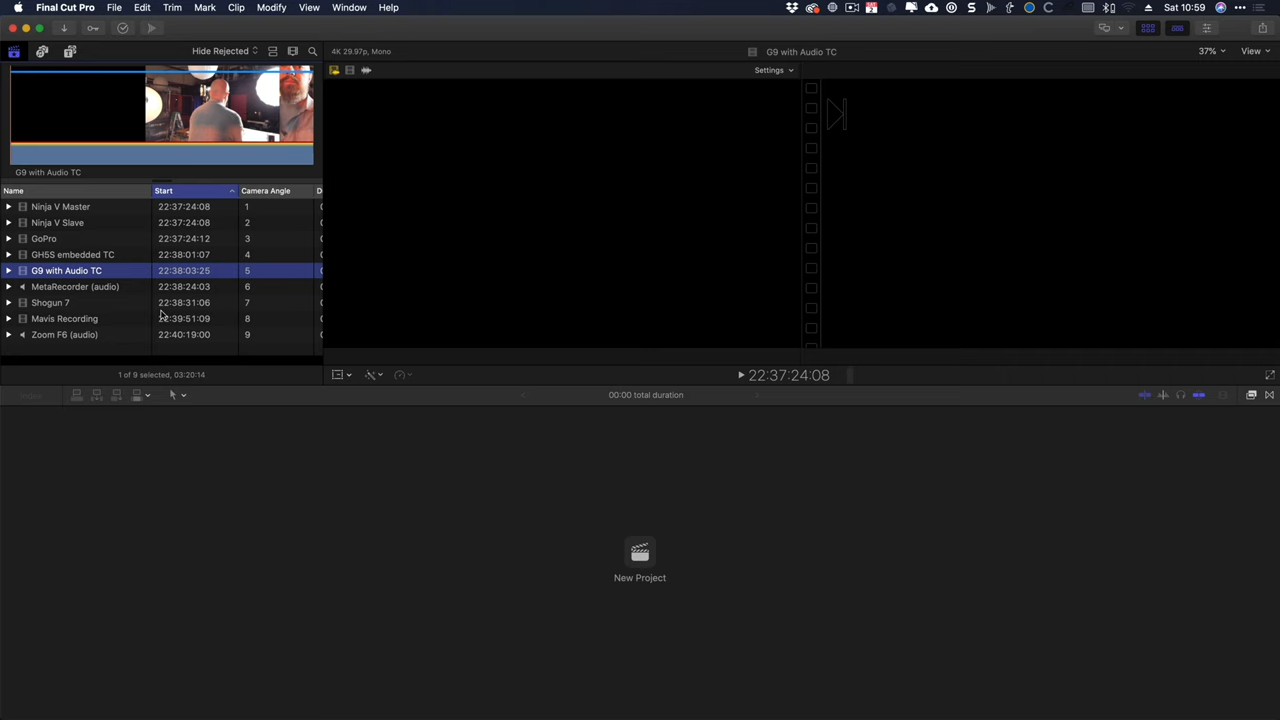 Final Cut Pro File Edit Trim Mark Clip Modify View Window Help Sat 10:59
Hide Rejected 4K 29.97p, Mono G9 with Audio TC 37% View
Settings
G9 with Audio TC
Name Start Camera Angle D
Ninja V Master 22:37:24:08 1
Ninja V Slave 22:37:24:08 2
GoPro 22:37:24:12 3
GH5S embedded TC 22:38:01:07 4
G9 with Audio TC 22:38:03:25 5
MetaRecorder (audio) 22:38:24:03 6
Shogun 7 22:38:31:06 7
Mavis Recording 22:39:51:09 8
Zoom F6 (audio) 22:40:19:00 9
1 of 9 selected, 03:20:14 22:37:24:08
Index 00:00 total duration
New Project